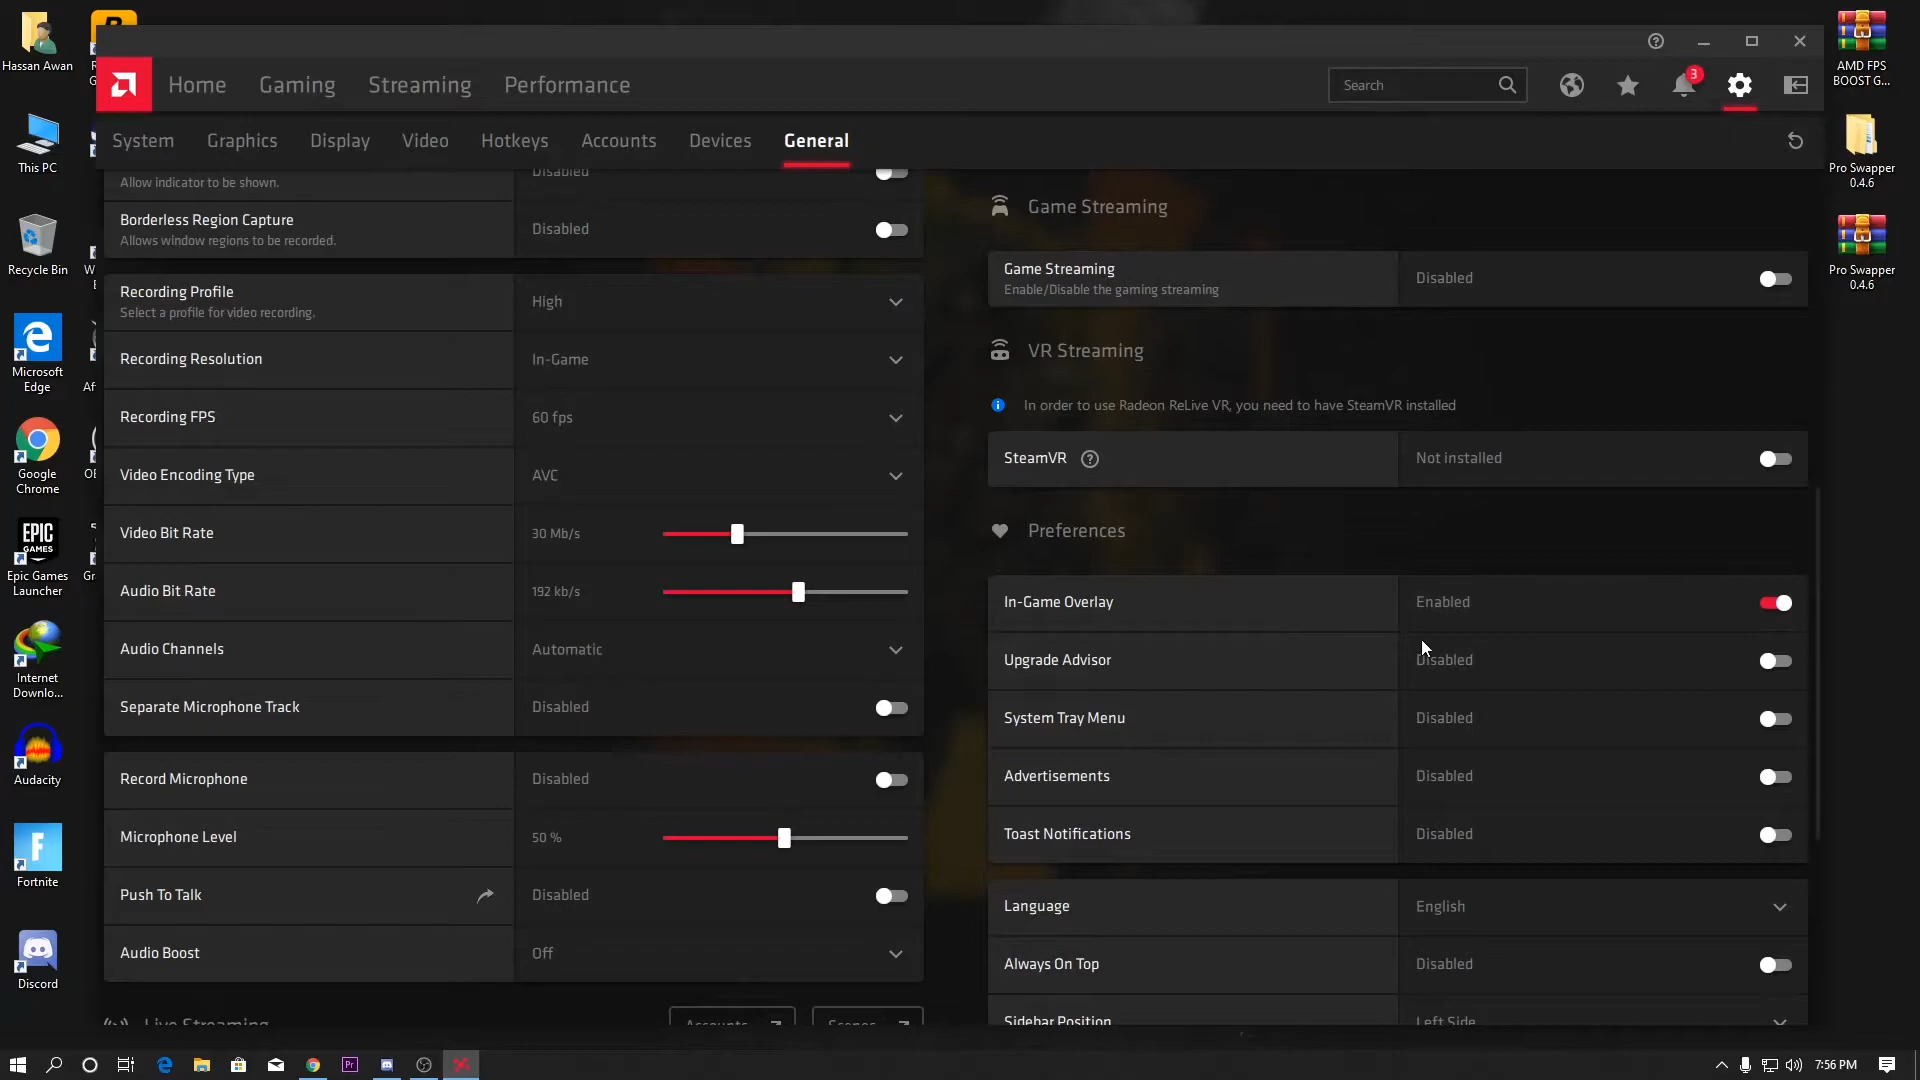 Hassan Awan
This PC
Recycle Bin
Microsoft
Edge
Google
Chrome
EPIC
GAMES
Epic Games
Launcher
Internet
Downlo...
Audacity
Fortnite
Discord
Home
Gaming
Streaming
Performance
Search
3
System
Graphics
Display
Video
Hotkeys
Accounts
Devices
General
Allow indicator to be shown.
Disabled
Borderless Region Capture
Allows window regions to be recorded.
Disabled
Recording Profile
Select a profile for video recording.
High
Recording Resolution
In-Game
Recording FPS
60 fps
Video Encoding Type
AVC
Video Bit Rate
30 Mb/s
Audio Bit Rate
192 kb/s
Audio Channels
Automatic
Separate Microphone Track
Disabled
Record Microphone
Disabled
Microphone Level
50 %
Push To Talk
Disabled
Audio Boost
Off
Live Streaming
Accounts
Scenes
Game Streaming
Game Streaming
Enable/Disable the gaming streaming
Disabled
VR Streaming
In order to use Radeon ReLive VR, you need to have SteamVR installed
SteamVR
Not installed
Preferences
In-Game Overlay
Enabled
Upgrade Advisor
Disabled
System Tray Menu
Disabled
Advertisements
Disabled
Toast Notifications
Disabled
Language
English
Always On Top
Disabled
Sidebar Position
Left Side
AMD FPS
BOOST G...
Pro Swapper
0.4.6
Pro Swapper
0.4.6
Pr
7:56 PM